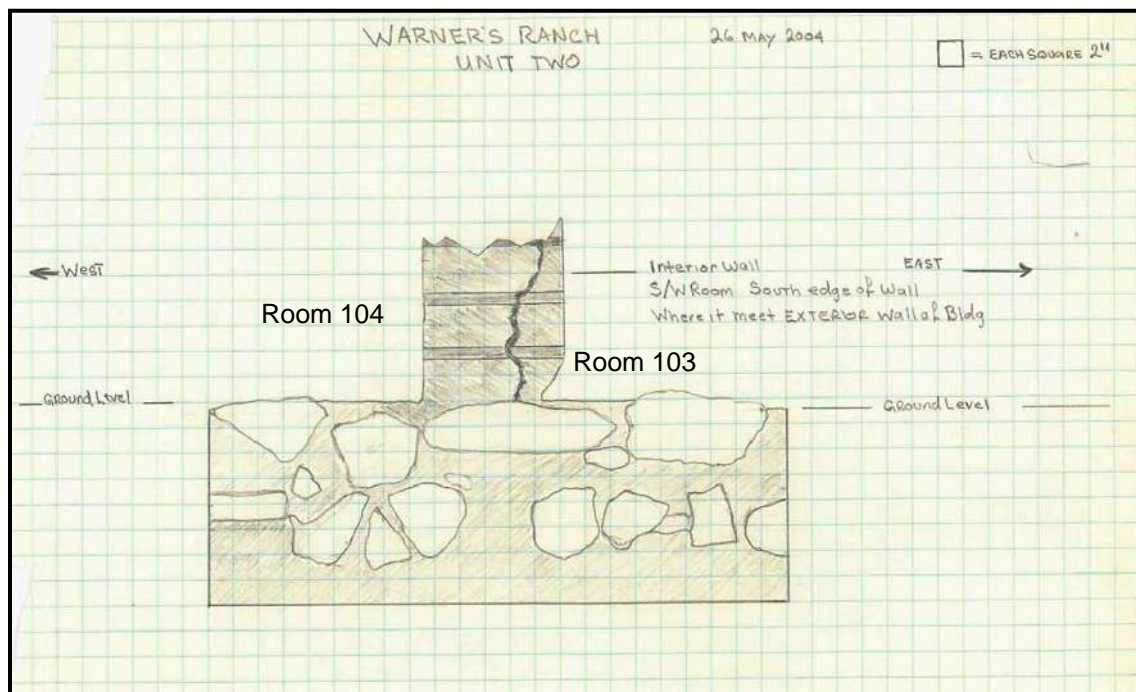 WARNER'S RANCH
UNIT TWO
26 MAY 2004
= EACH SQUARE 2"
West
Interior Wall
S/W Room South edge of Wall
Where it meet EXTERIOR Wall of Bldg
EAST
Room 104
Room 103
Ground Level
Ground Level